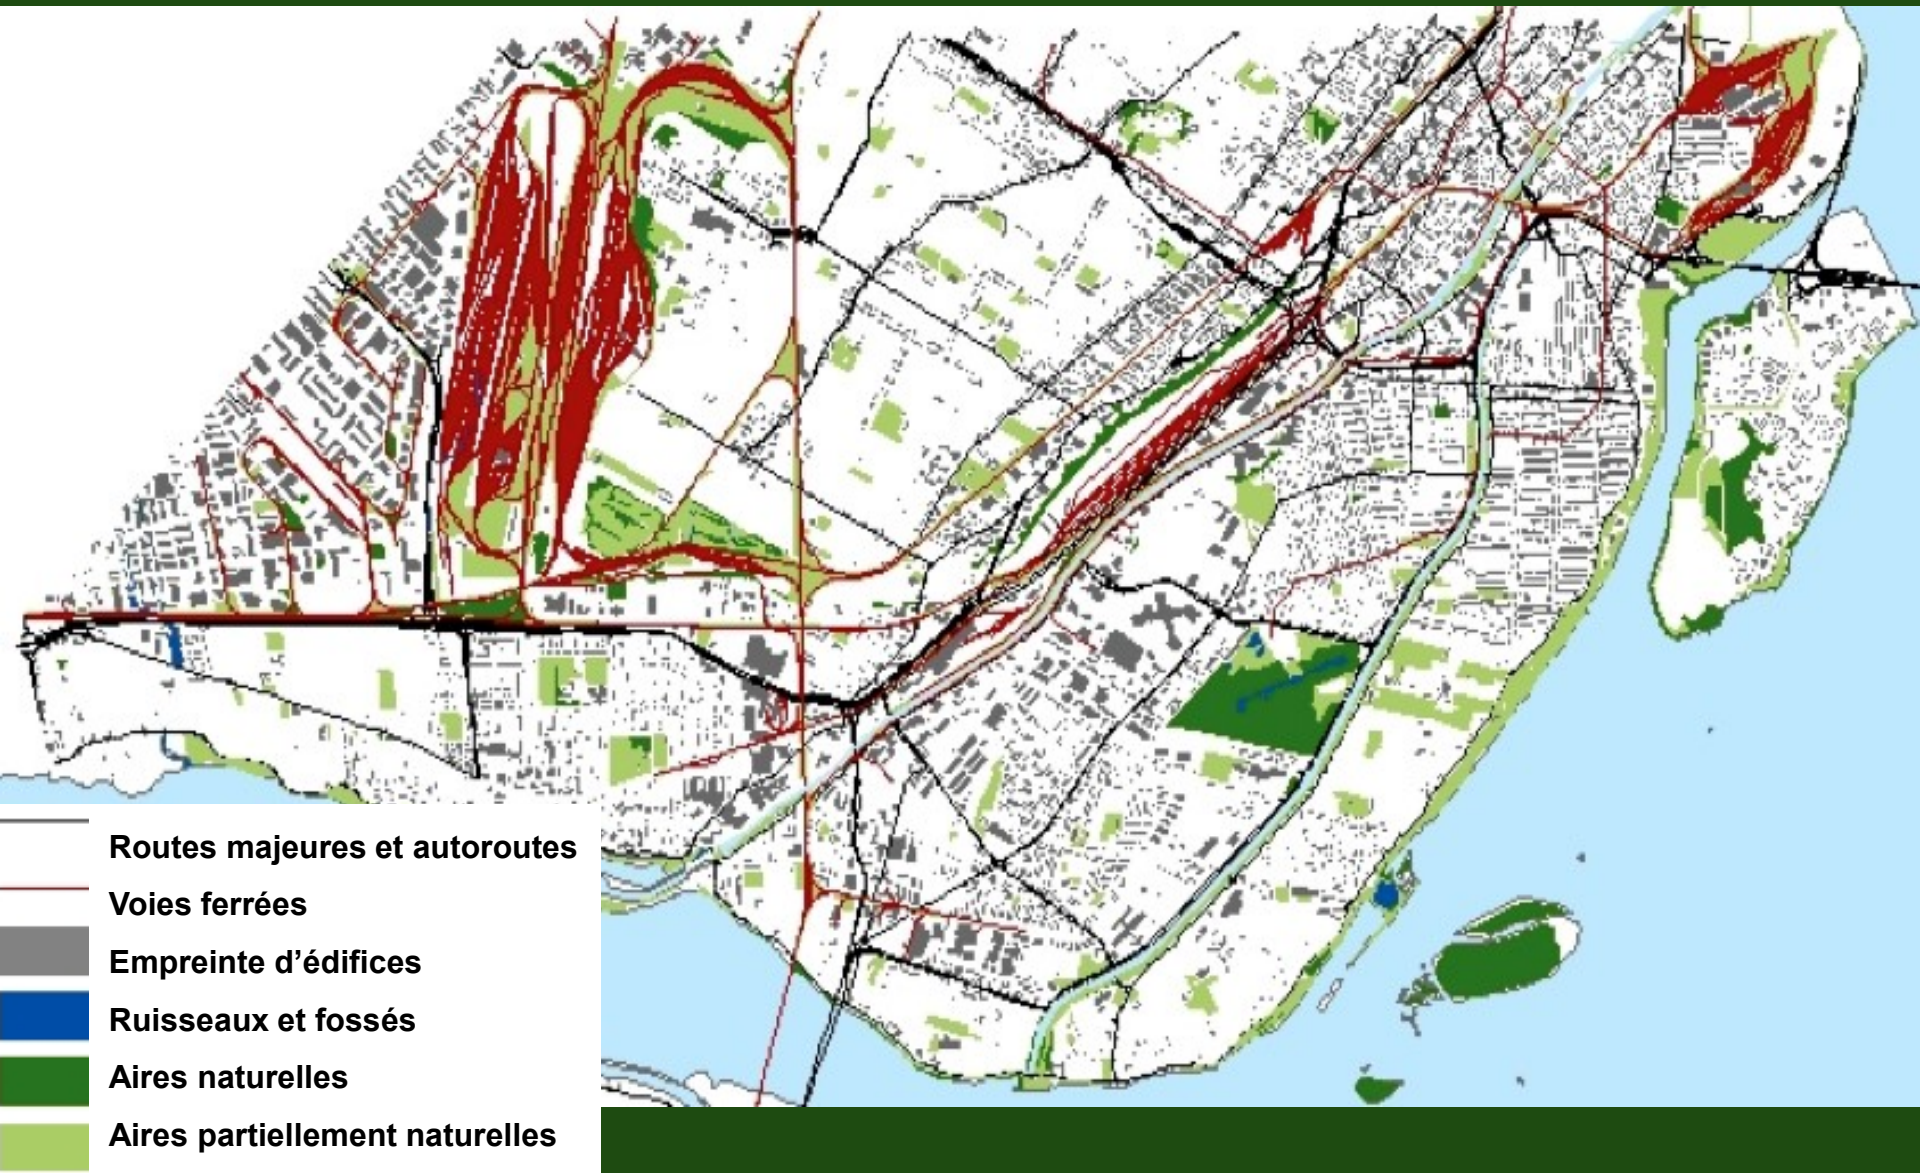 Routes majeures et autoroutes
Voies ferrées
Empreinte d’édifices
Ruisseaux et fossés
Aires naturelles
Aires partiellement naturelles